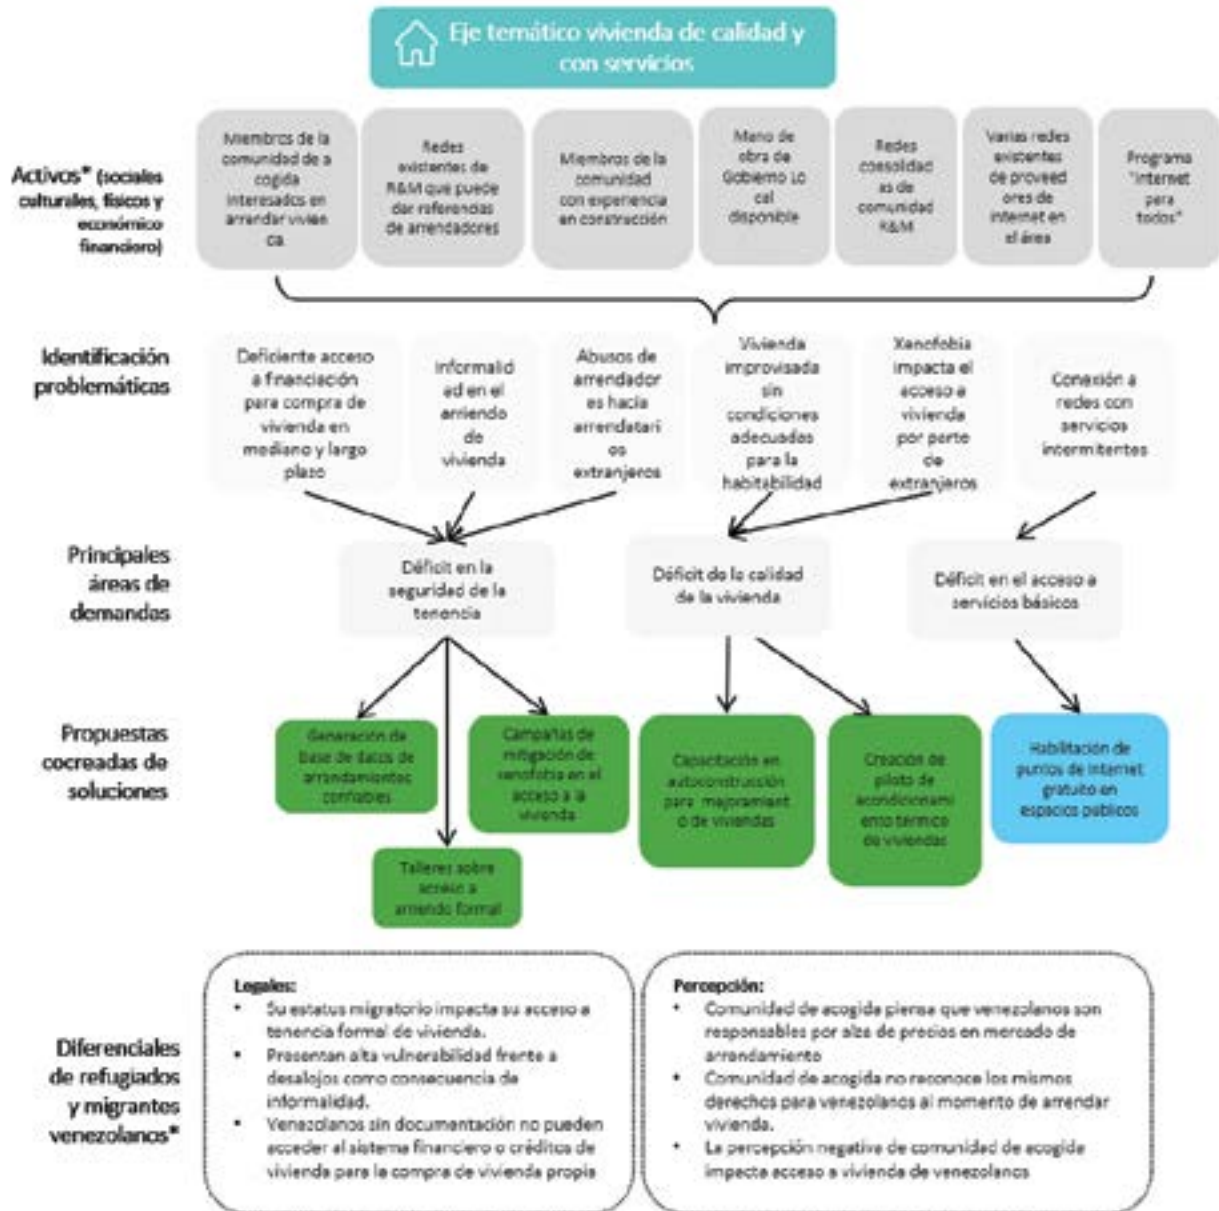 Eje temático vivienda de calidad y
con servicios
Activos* (sociales
culturales, físicos y
económico
financiero)
Miembros de la
comunidad de a
cogida
interesados en
arrendar vivien
da.
Redes
existentes de
R&M que puede
dar referencias
de arrendadores
Miembros de la
comunidad
con experiencia
en construcción
Mano de
obra de
Gobierno Lo
cal
disponible
Redes
consolidad
as de
comunidad
R&M
Varias redes
existentes
de proveed
ores de
internet en
el área
Programa
"Internet
para
todos"
Identificación
problemáticas
Deficiente acceso
a financiación
para compra de
vivienda en
mediano y largo
plazo
Informalid
ad en el
arriendo
de
vivienda
Abusos de
arrendador
es hacia
arrendatari
os
extranjeros
Vivienda
improvisada
sin
condiciones
adecuadas
para la
habitabilidad
Xenofobia
impacta el
acceso a
vivienda
por parte
de
extranjeros
Conexión a
redes con
servicios
intermitentes
Principales
áreas de
demandas
Déficit en la
seguridad de la
tenencia
Déficit de la calidad
de la vivienda
Déficit en el acceso a
servicios básicos
Propuestas
cocreadas de
soluciones
Generación de
base de datos de
arrendamientos
confiables
Campañas de
mitigación de
xenofobia en el
acceso a la
vivienda
Capacitación en
autoconstrucción
para mejoramient
o de viviendas
Creación de
piloto de
acondicionami
ento térmico
de viviendas
Habilitación de
puntos de internet
gratuito en
espacios públicos
Talleres sobre
acceso a
arriendo formal
Diferenciales
de refugiados
y migrantes
venezolanos*
Legales:
• Su estatus migratorio impacta su acceso a
tenencia formal de vivienda.
• Presentan alta vulnerabilidad frente a
desalojos como consecuencia de
informalidad.
• Venezolanos sin documentación no pueden
acceder al sistema financiero o créditos de
vivienda para la compra de vivienda propia
Percepción:
• Comunidad de acogida piensa que venezolanos son
responsables por alza de precios en mercado de
arrendamiento
• Comunidad de acogida no reconoce los mismos
derechos para venezolanos al momento de arrendar
vivienda.
• La percepción negativa de comunidad de acogida
impacta acceso a vivienda de venezolanos